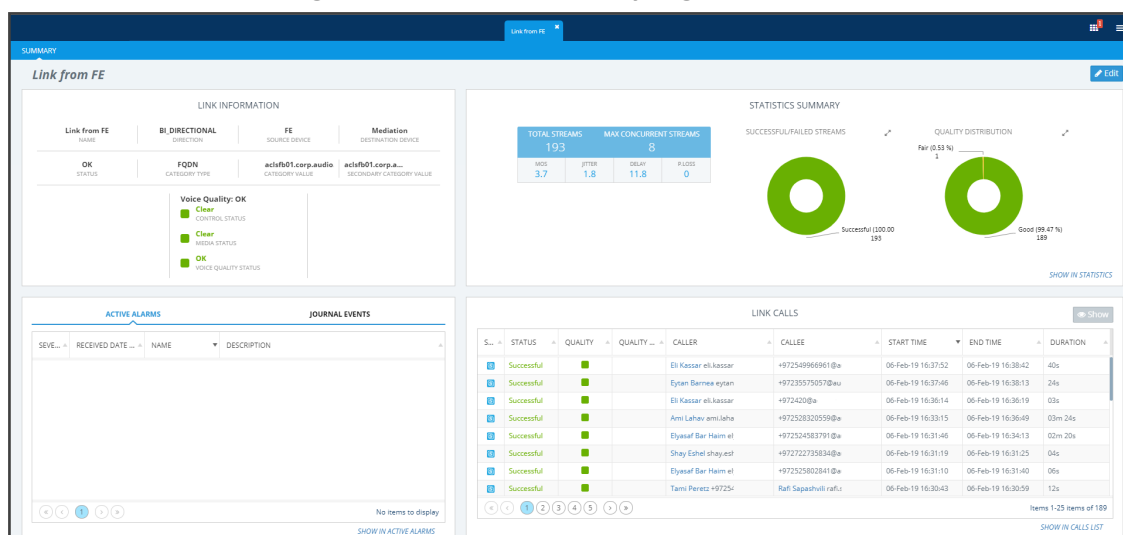 Link from FE ×
1
SUMMARY
Link from FE
Edit
LINK INFORMATION
Link from FE BI_DIRECTIONAL FE Mediation
NAME DIRECTION SOURCE DEVICE DESTINATION DEVICE
OK FQDN aclsfb01.corp.audio aclsfb01.corp.a...
STATUS CATEGORY TYPE CATEGORY VALUE SECONDARY CATEGORY VALUE
Voice Quality: OK
Clear
CONTROL STATUS
Clear
MEDIA STATUS
OK
VOICE QUALITY STATUS
STATISTICS SUMMARY
TOTAL STREAMS MAX CONCURRENT STREAMS
193 8
MOS JITTER DELAY P.LOSS
3.7 1.8 11.8 0
SUCCESSFUL/FAILED STREAMS
Successful (100.00
193
QUALITY DISTRIBUTION
Fair (0.53 %)
1
Good (99.47 %)
189
SHOW IN STATISTICS
ACTIVE ALARMS JOURNAL EVENTS
SEVE... RECEIVED DATE ... NAME DESCRIPTION
« ‹ 1 › » No items to display
SHOW IN ACTIVE ALARMS
LINK CALLS
Show
S... STATUS QUALITY QUALITY ... CALLER CALLEE START TIME END TIME DURATION
Successful Eli Kassar eli.kassar +972549966961@a 06-Feb-19 16:37:52 06-Feb-19 16:38:42 40s
Successful Eytan Barnea eytan +97235575057@au 06-Feb-19 16:37:46 06-Feb-19 16:38:13 24s
Successful Eli Kassar eli.kassar +972420@a 06-Feb-19 16:36:14 06-Feb-19 16:36:19 03s
Successful Ami Lahav ami.laha +972528320559@a 06-Feb-19 16:33:15 06-Feb-19 16:36:49 03m 24s
Successful Elyasaf Bar Haim el +972524583791@a 06-Feb-19 16:31:46 06-Feb-19 16:34:13 02m 20s
Successful Shay Eshel shay.esh +972722735834@a 06-Feb-19 16:31:19 06-Feb-19 16:31:25 04s
Successful Elyasaf Bar Haim el +972525802841@a 06-Feb-19 16:31:10 06-Feb-19 16:31:40 06s
Successful Tami Peretz +97254 Rafi Sapashvili rafi.s 06-Feb-19 16:30:43 06-Feb-19 16:30:59 12s
« ‹ 1 2 3 4 5 › » Items 1-25 items of 189
SHOW IN CALLS LIST